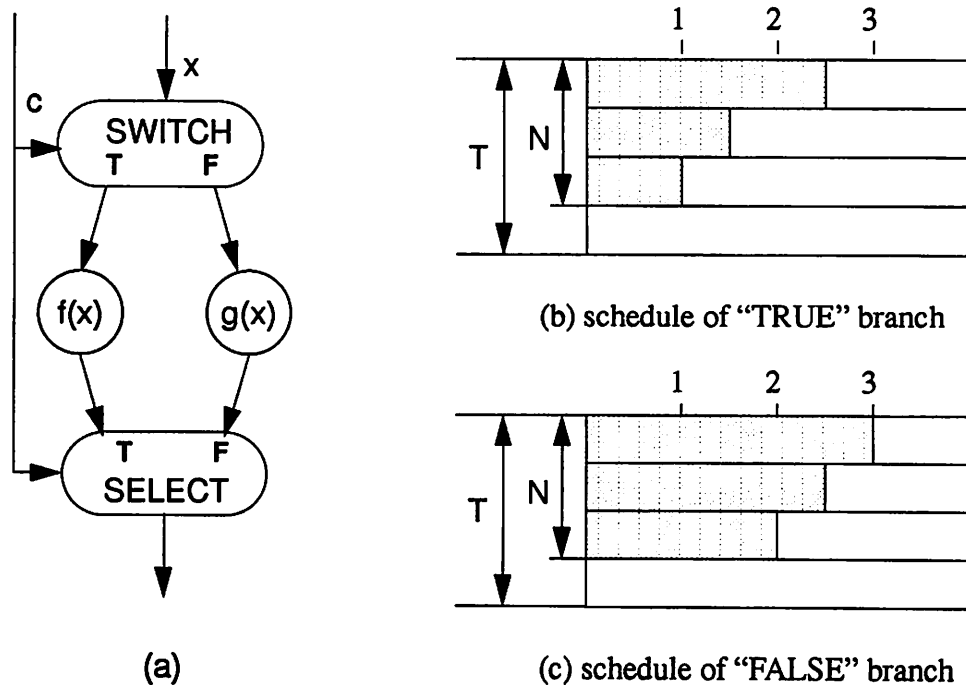 x
c
SWITCH
T F
f(x) g(x)
T F
SELECT
(a)
1 2 3
T N
(b) schedule of “TRUE” branch
1 2 3
T N
(c) schedule of “FALSE” branch